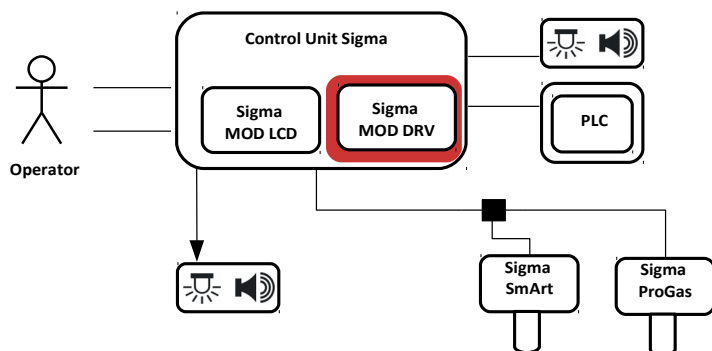 Control Unit Sigma
Sigma
MOD LCD
Sigma
MOD DRV
PLC
Operator
Sigma
SmArt
Sigma
ProGas